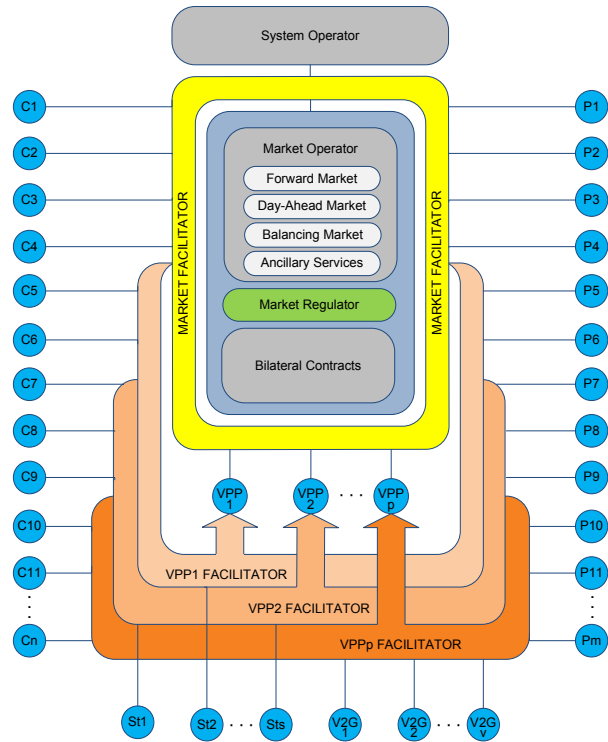 System Operator
MARKET FACILITATOR
MARKET FACILITATOR
Market Operator
Forward Market
Day-Ahead Market
Balancing Market
Ancillary Services
Market Regulator
Bilateral Contracts
C1
C2
C3
C4
C5
C6
C7
C8
C9
C10
C11
Cn
P1
P2
P3
P4
P5
P6
P7
P8
P9
P10
P11
Pm
VPP
1
VPP
2
. . .
VPP
p
VPP1 FACILITATOR
VPP2 FACILITATOR
VPPp FACILITATOR
St1
St2
. . .
Sts
V2G
1
V2G
2
. . .
V2G
v